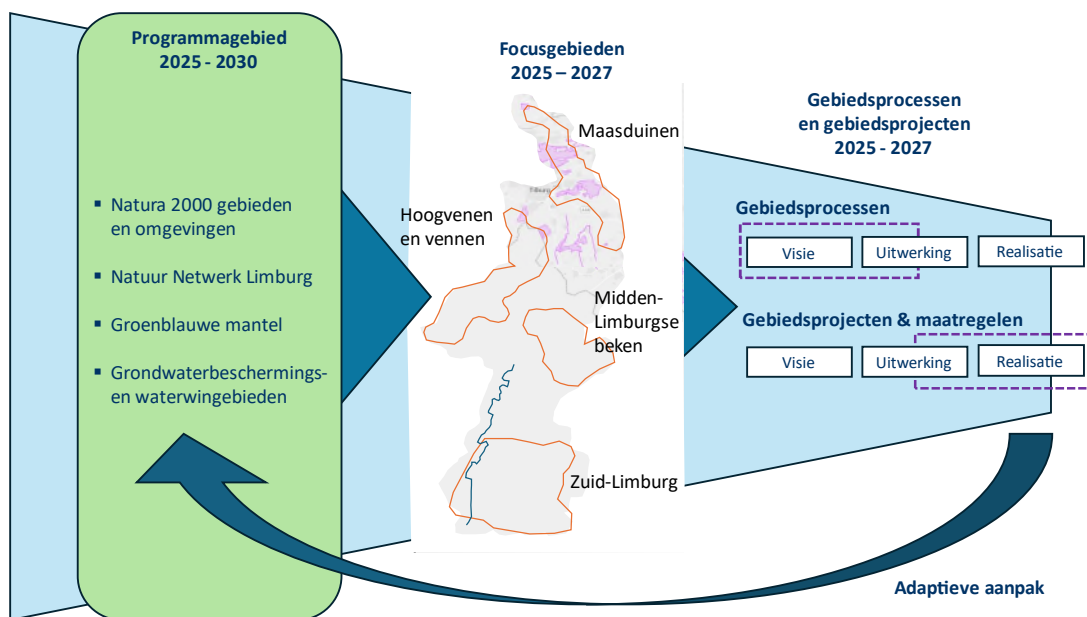 Programmagebied
2025 - 2030
▪ Natura 2000 gebieden
en omgevingen
▪ Natuur Netwerk Limburg
▪ Groenblauwe mantel
▪ Grondwaterbeschermings-
en waterwingebieden
Focusgebieden
2025 – 2027
Maasduinen
Hoogvenen
en vennen
Midden-
Limburgse
beken
Zuid-Limburg
Gebiedsprocessen
en gebiedsprojecten
2025 - 2027
Gebiedsprocessen
Visie
Uitwerking
Realisatie
Gebiedsprojecten & maatregelen
Visie
Uitwerking
Realisatie
Adaptieve aanpak